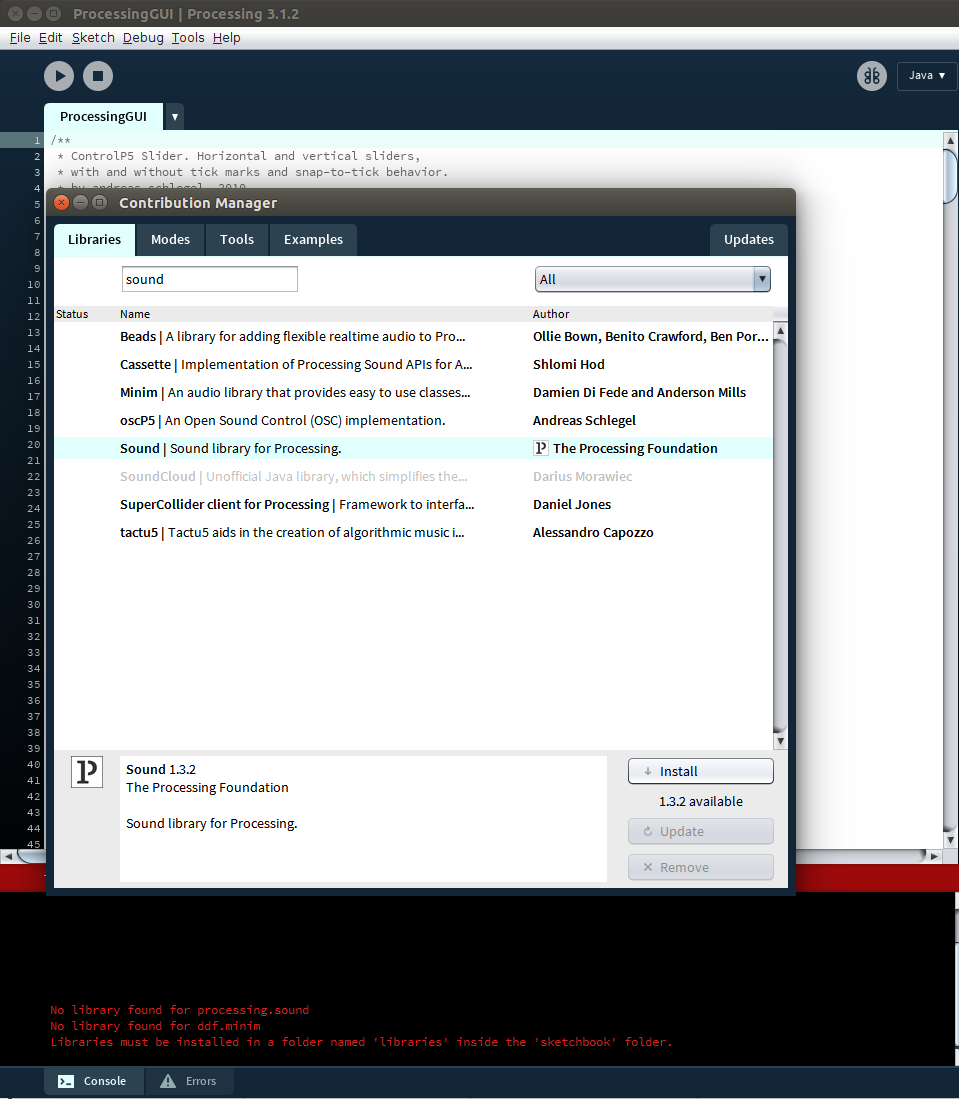 ProcessingGUI | Processing 3.1.2
File Edit Sketch Debug Tools Help
Java ▼
ProcessingGUI ▼
1 /**
2 * ControlP5 Slider. Horizontal and vertical sliders,
3 * with and without tick marks and snap-to-tick behavior.
4 * by andreas schlegel, 2010
5
6
7
8
9
10
11
12
13
14
15
16
17
18
19
20
21
22
23
24
25
26
27
28
29
30
31
32
33
34
35
36
37
38
39
40
41
42
43
44
45
Contribution Manager
Libraries Modes Tools Examples Updates
sound All
Status Name Author
Beads | A library for adding flexible realtime audio to Pro... Ollie Bown, Benito Crawford, Ben Por...
Cassette | Implementation of Processing Sound APIs for A... Shlomi Hod
Minim | An audio library that provides easy to use classes... Damien Di Fede and Anderson Mills
oscP5 | An Open Sound Control (OSC) implementation. Andreas Schlegel
Sound | Sound library for Processing. P The Processing Foundation
SoundCloud | Unofficial Java library, which simplifies the... Darius Morawiec
SuperCollider client for Processing | Framework to interfa... Daniel Jones
tactu5 | Tactu5 aids in the creation of algorithmic music i... Alessandro Capozzo
P
Sound 1.3.2
The Processing Foundation
Sound library for Processing.
Install
1.3.2 available
Update
Remove
No library found for processing.sound
No library found for ddf.minim
Libraries must be installed in a folder named 'libraries' inside the 'sketchbook' folder.
Console Errors